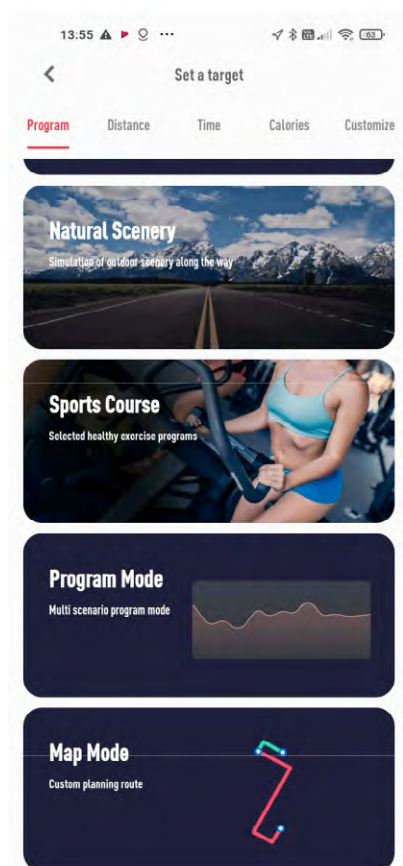 13:55
63
Set a target
Program Distance Time Calories Customize
Natural Scenery
Simulation of outdoor scenery along the way
Sports Course
Selected healthy exercise programs
Program Mode
Multi scenario program mode
Map Mode
Custom planning route